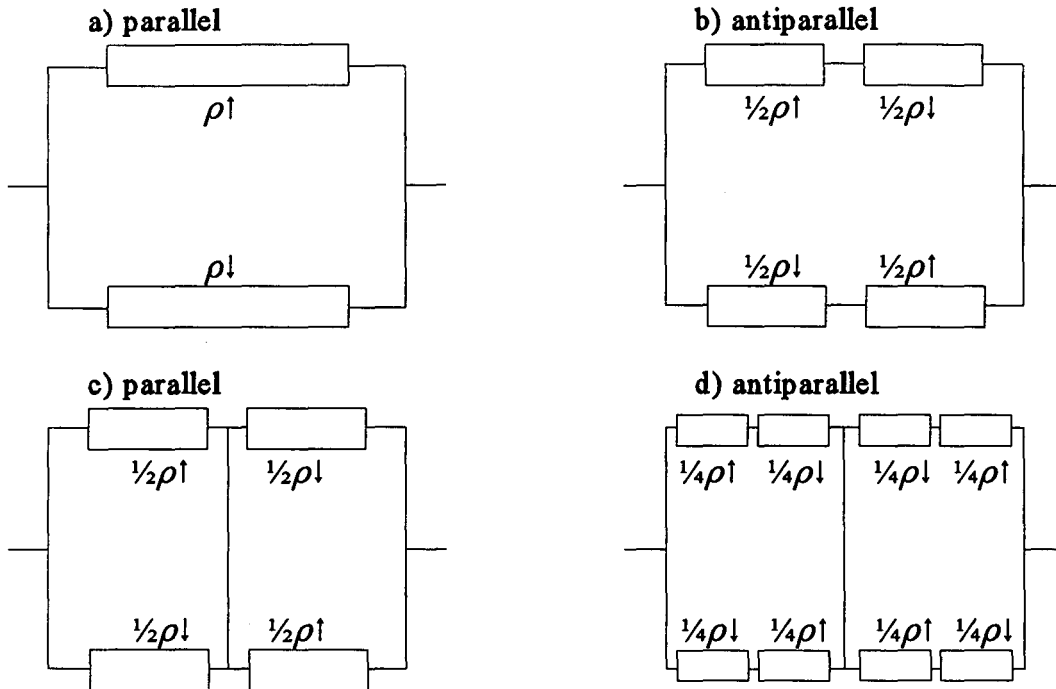 a) parallel
ρ↑
ρ↓
b) antiparallel
½ρ↑ ½ρ↓
½ρ↓ ½ρ↑
c) parallel
½ρ↑ ½ρ↓
½ρ↓ ½ρ↑
d) antiparallel
¼ρ↑ ¼ρ↓ ¼ρ↓ ¼ρ↑
¼ρ↓ ¼ρ↑ ¼ρ↑ ¼ρ↓